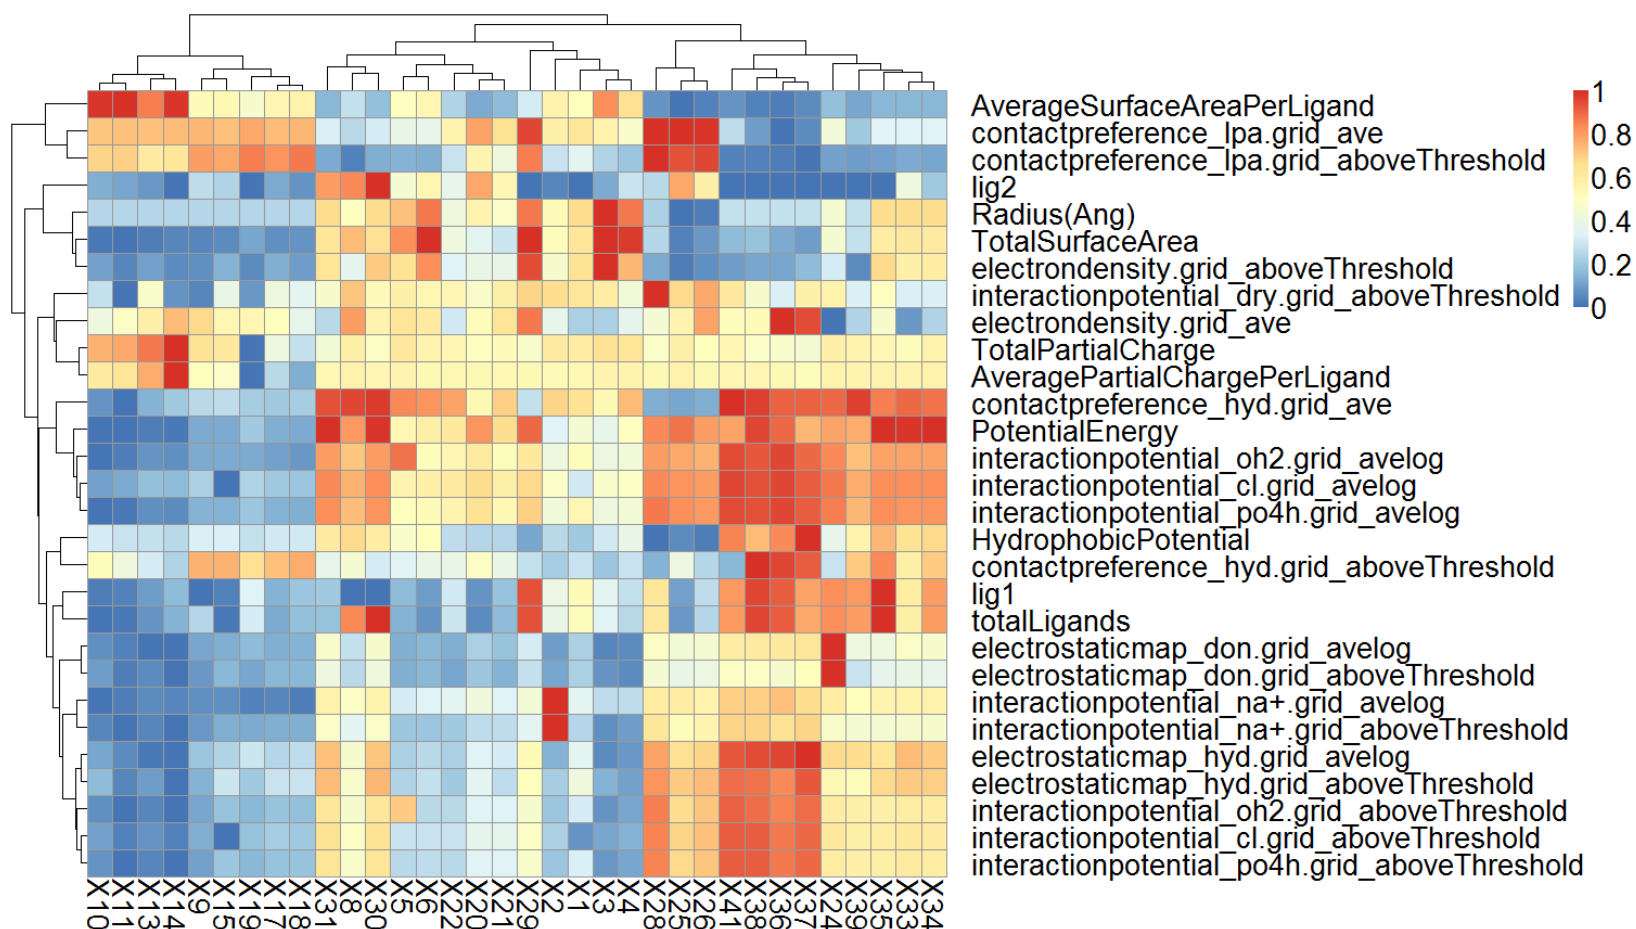 AverageSurfaceAreaPerLigand
contactpreference_lpa.grid_ave
contactpreference_lpa.grid_aboveThreshold
lig2
Radius(Ang)
TotalSurfaceArea
electrondensity.grid_aboveThreshold
interactionpotential_dry.grid_aboveThreshold
electrondensity.grid_ave
TotalPartialCharge
AveragePartialChargePerLigand
contactpreference_hyd.grid_ave
PotentialEnergy
interactionpotential_oh2.grid_avelog
interactionpotential_cl.grid_avelog
interactionpotential_po4h.grid_avelog
HydrophobicPotential
contactpreference_hyd.grid_aboveThreshold
lig1
totalLigands
electrostaticmap_don.grid_avelog
electrostaticmap_don.grid_aboveThreshold
interactionpotential_na+.grid_avelog
interactionpotential_na+.grid_aboveThreshold
electrostaticmap_hyd.grid_avelog
electrostaticmap_hyd.grid_aboveThreshold
interactionpotential_oh2.grid_aboveThreshold
interactionpotential_cl.grid_aboveThreshold
interactionpotential_po4h.grid_aboveThreshold
1
0.8
0.6
0.4
0.2
0
X10
X11
X13
X14
X9
X15
X19
X17
X18
X31
X8
X30
X5
X6
X22
X20
X21
X29
X2
X1
X3
X4
X28
X25
X26
X41
X38
X36
X37
X24
X39
X35
X33
X34